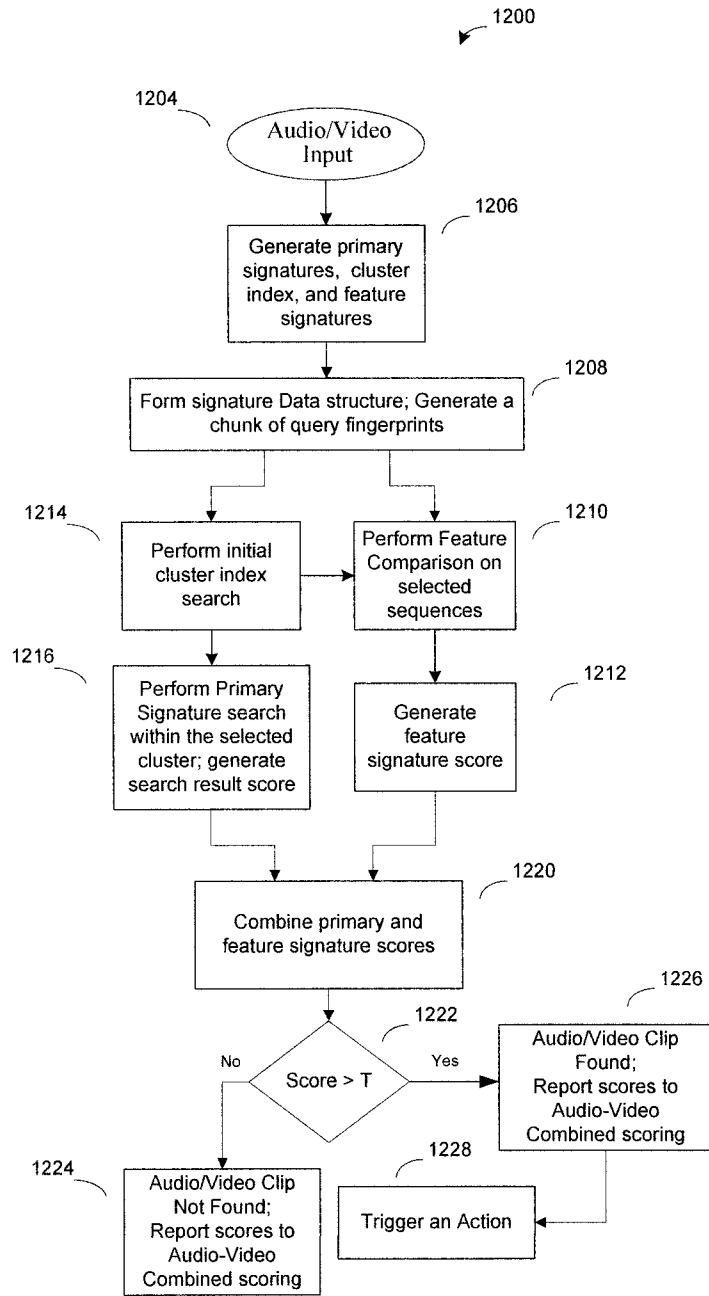 1200
1204
Audio/Video
Input
1206
Generate primary
signatures, cluster
index, and feature
signatures
1208
Form signature Data structure; Generate a
chunk of query fingerprints
1214
Perform initial
cluster index
search
1210
Perform Feature
Comparison on
selected
sequences
1216
Perform Primary
Signature search
within the selected
cluster; generate
search result score
1212
Generate
feature
signature score
1220
Combine primary and
feature signature scores
1222
Score > T
No
Yes
1226
Audio/Video Clip
Found;
Report scores to
Audio-Video
Combined scoring
1224
Audio/Video Clip
Not Found;
Report scores to
Audio-Video
Combined scoring
1228
Trigger an Action